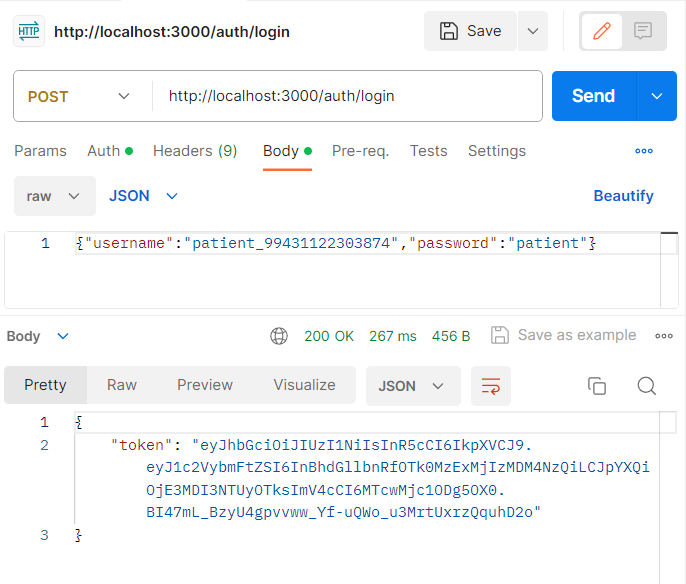 HTTP http://localhost:3000/auth/login Save
POST http://localhost:3000/auth/login Send
Params Auth Headers (9) Body Pre-req. Tests Settings
raw JSON Beautify
1 {"username":"patient_99431122303874","password":"patient"}
Body 200 OK 267 ms 456 B Save as example
Pretty Raw Preview Visualize JSON
1 {
2 "token": "eyJhbGciOiJIUzI1NiIsInR5cCI6IkpXVCJ9.
eyJ1c2VybmFtZSI6InBhdGllbnRfOTk0MzExMjIzMDM4NzQiLCJpYXQi
OjE3MDI3NTUyOTksImV4cCI6MTcwMjc1ODg5OX0.
BI47mL_BzyU4gpvvww_Yf-uQWo_u3MrtUxrzQquhD2o"
3 }